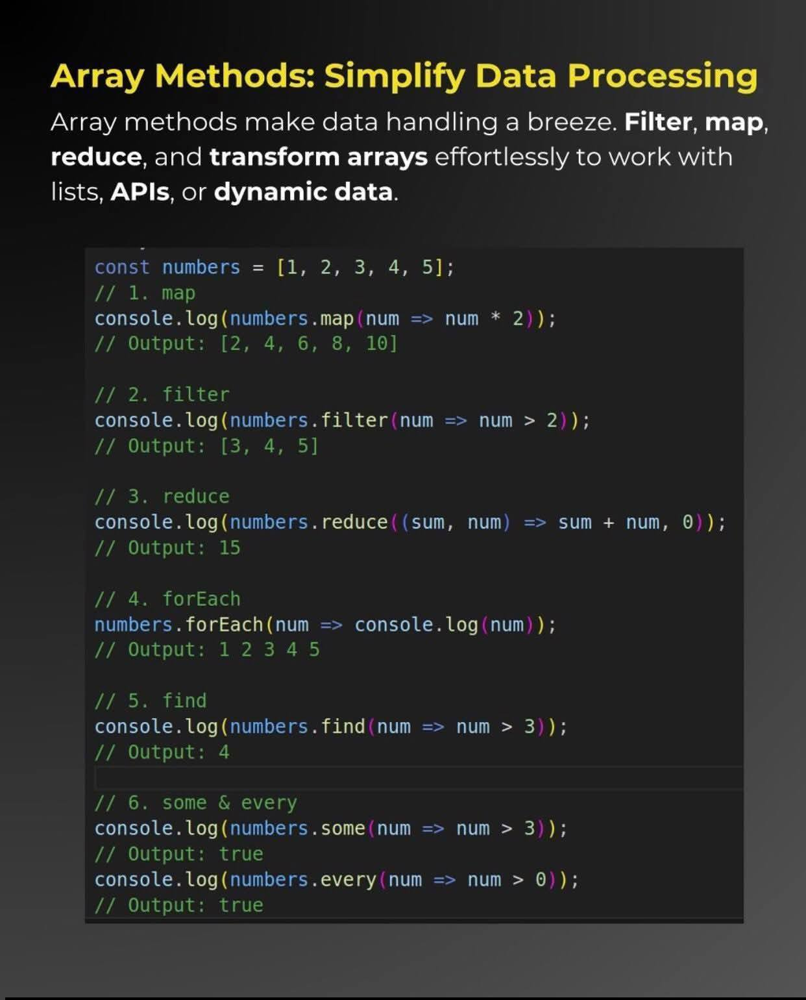 Array Methods: Simplify Data Processing
Array methods make data handling a breeze. Filter, map,
reduce, and transform arrays effortlessly to work with
lists, APIs, or dynamic data.
const numbers = [1, 2, 3, 4, 5];
// 1. map
console.log(numbers.map(num => num * 2));
// Output: [2, 4, 6, 8, 10]
// 2. filter
console.log(numbers.filter(num => num > 2));
// Output: [3, 4, 5]
// 3. reduce
console.log(numbers.reduce((sum, num) => sum + num, 0));
// Output: 15
// 4. forEach
numbers.forEach(num => console.log(num));
// Output: 1 2 3 4 5
// 5. find
console.log(numbers.find(num => num > 3));
// Output: 4
// 6. some & every
console.log(numbers.some(num => num > 3));
// Output: true
console.log(numbers.every(num => num > 0));
// Output: true